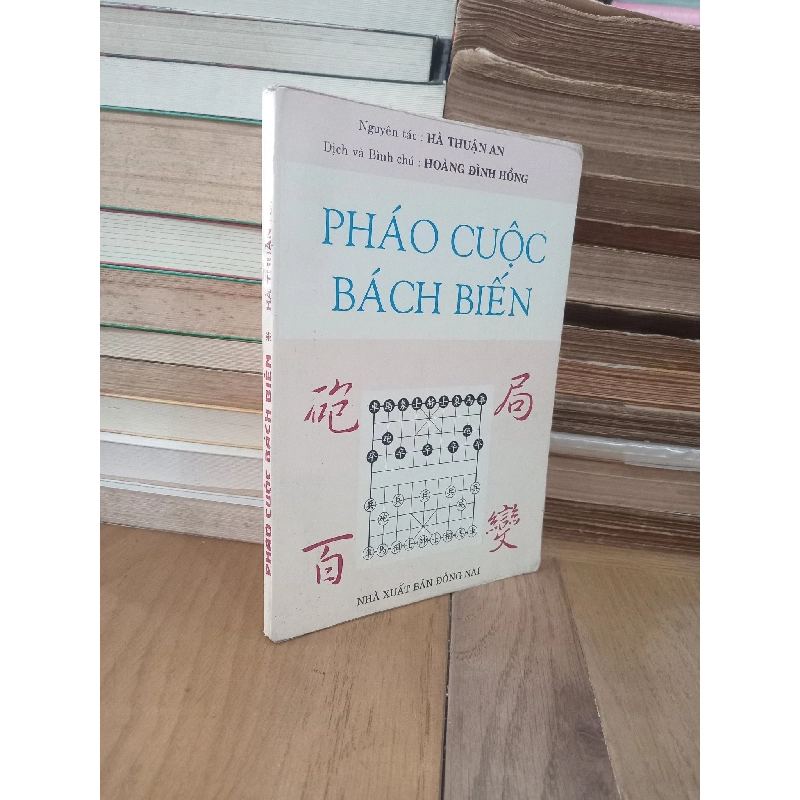 Nguyên tác : HÀ THUẬN AN
Dịch và Bình chú : HOÀNG ĐÌNH HỒNG
PHÁO CUỘC
BÁCH BIẾN
砲 局
百 變
NHÀ XUẤT BẢN ĐỒNG NAI
HÀ THUẬN * PHÁO CUỘC BÁCH BIẾN